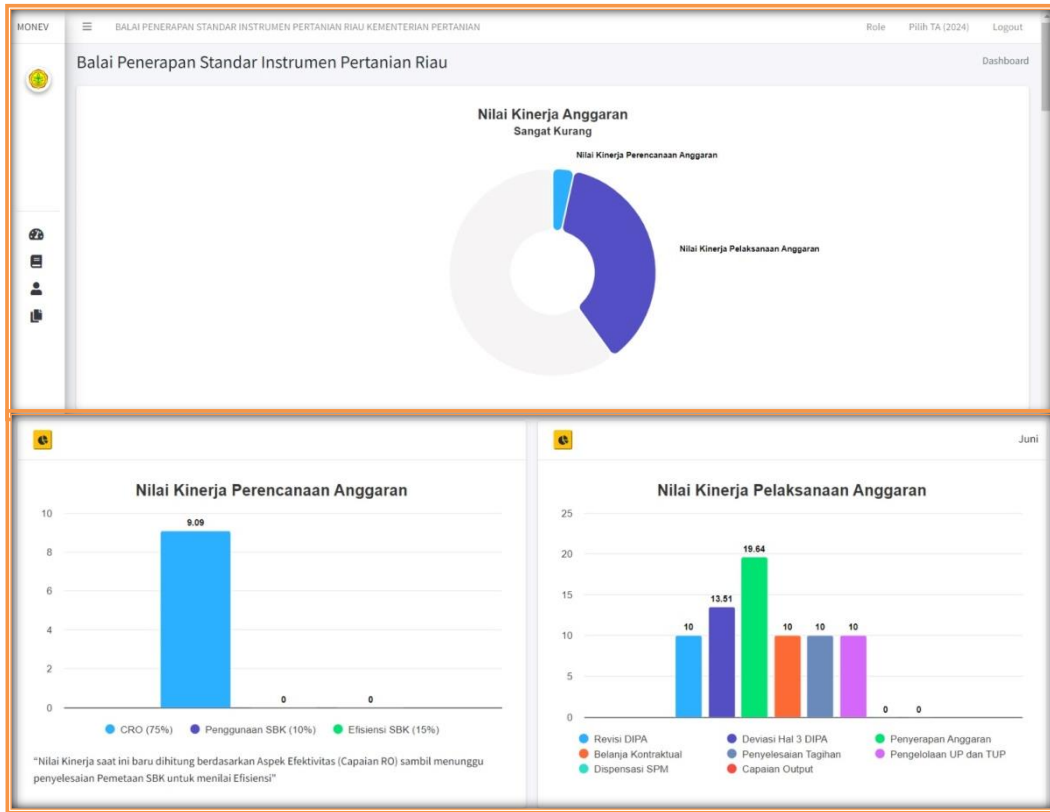 MONEV
BALAI PENERAPAN STANDAR INSTRUMEN PERTANIAN RIAU KEMENTERIAN PERTANIAN
Role
Pilih TA (2024)
Logout
Balai Penerapan Standar Instrumen Pertanian Riau
Dashboard
Nilai Kinerja Anggaran
Sangat Kurang
Nilai Kinerja Perencanaan Anggaran
Nilai Kinerja Pelaksanaan Anggaran
Nilai Kinerja Perencanaan Anggaran
10
8
6
4
2
0
9.09
0
0
CRO (75%)
Penggunaan SBK (10%)
Efisiensi SBK (15%)
"Nilai Kinerja saat ini baru dihitung berdasarkan Aspek Efektivitas (Capaian RO) sambil menunggu
penyelesaian Pemetaan SBK untuk menilai Efisiensi"
Juni
Nilai Kinerja Pelaksanaan Anggaran
25
20
15
10
5
0
10
13.51
19.64
10
10
10
0
0
Revisi DIPA
Deviasi Hal 3 DIPA
Penyerapan Anggaran
Belanja Kontraktual
Penyelesaian Tagihan
Pengelolaan UP dan TUP
Dispensasi SPM
Capaian Output